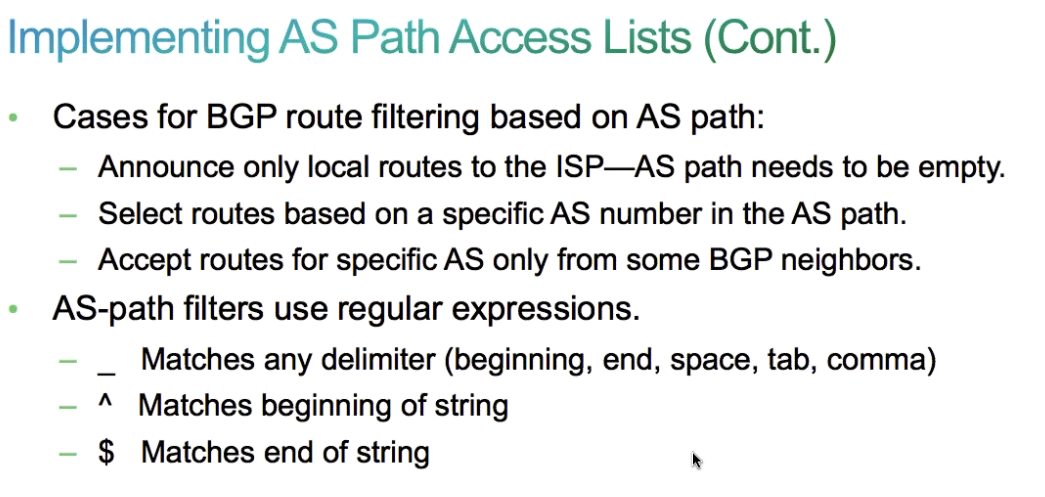 Implementing AS Path Access Lists (Cont.)
• Cases for BGP route filtering based on AS path:
– Announce only local routes to the ISP—AS path needs to be empty.
– Select routes based on a specific AS number in the AS path.
– Accept routes for specific AS only from some BGP neighbors.
• AS-path filters use regular expressions.
– _ Matches any delimiter (beginning, end, space, tab, comma)
– ^ Matches beginning of string
– $ Matches end of string